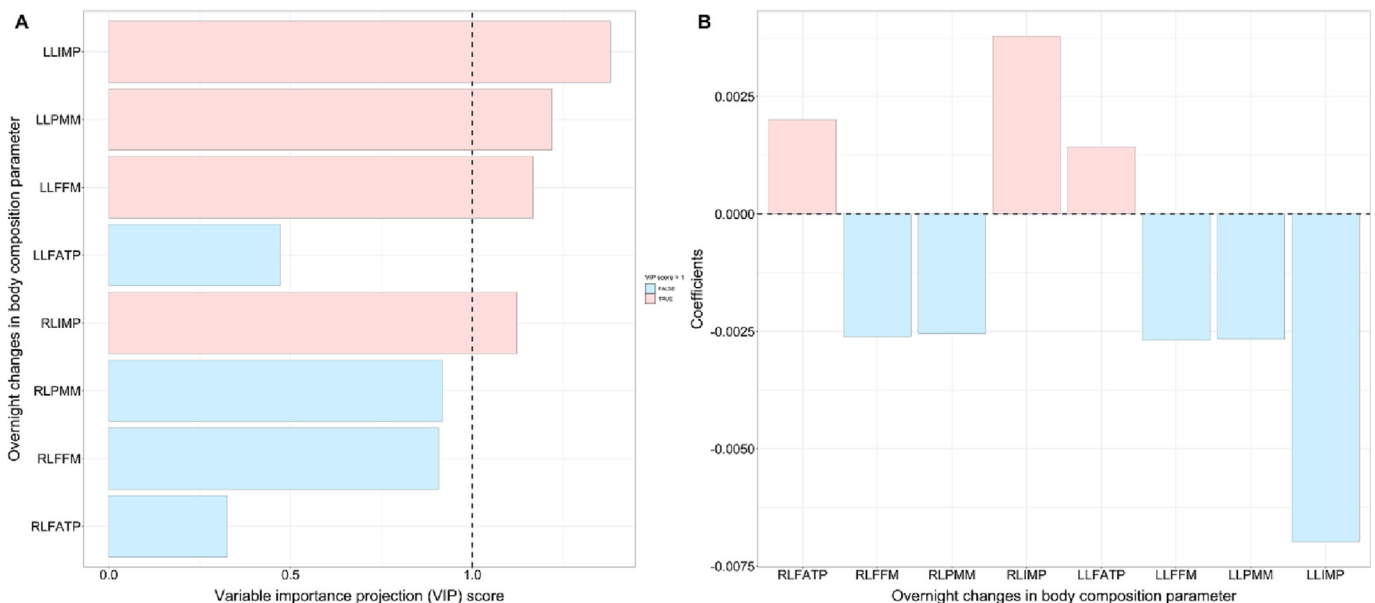 A
Overnight changes in body composition parameter
LLIMP
LLPMM
LLFFM
LLFATP
RLIMP
RLPMM
RLFFM
RLFATP
0.0 0.5 1.0
Variable importance projection (VIP) score
VIP score > 1
FALSE
TRUE
B
Coefficients
0.0025
0.0000
-0.0025
-0.0050
-0.0075
RLFATP RLFFM RLPMM RLIMP LLFATP LLFFM LLPMM LLIMP
Overnight changes in body composition parameter